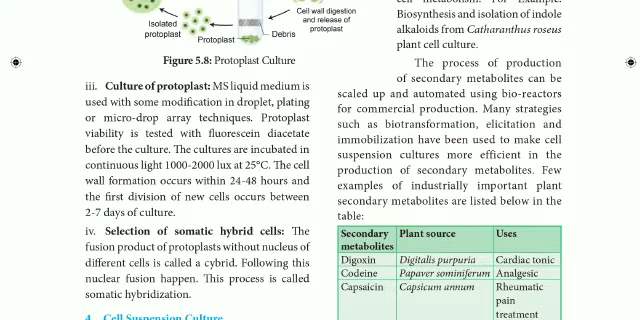 Isolated
protoplast
Protoplast
Debris
Cell wall digestion
and release of
protoplast
Figure 5.8: Protoplast Culture
iii. Culture of protoplast: MS liquid medium is
used with some modification in droplet, plating
or micro-drop array techniques. Protoplast
viability is tested with fluorescein diacetate
before the culture. The cultures are incubated in
continuous light 1000-2000 lux at 25°C. The cell
wall formation occurs within 24-48 hours and
the first division of new cells occurs between
2-7 days of culture.
iv. Selection of somatic hybrid cells: The
fusion product of protoplasts without nucleus of
different cells is called a cybrid. Following this
nuclear fusion happen. This process is called
somatic hybridization.
4. Cell Suspension Culture
cell metabolism. For Example:
Biosynthesis and isolation of indole
alkaloids from Catharanthus roseus
plant cell culture.
The process of production
of secondary metabolites can be
scaled up and automated using bio-reactors
for commercial production. Many strategies
such as biotransformation, elicitation and
immobilization have been used to make cell
suspension cultures more efficient in the
production of secondary metabolites. Few
examples of industrially important plant
secondary metabolites are listed below in the
table:
Secondary metabolites Plant source Uses
Digoxin Digitalis purpuria Cardiac tonic
Codeine Papaver sominiferum Analgesic
Capsaicin Capsicum annum Rheumatic
pain
treatment